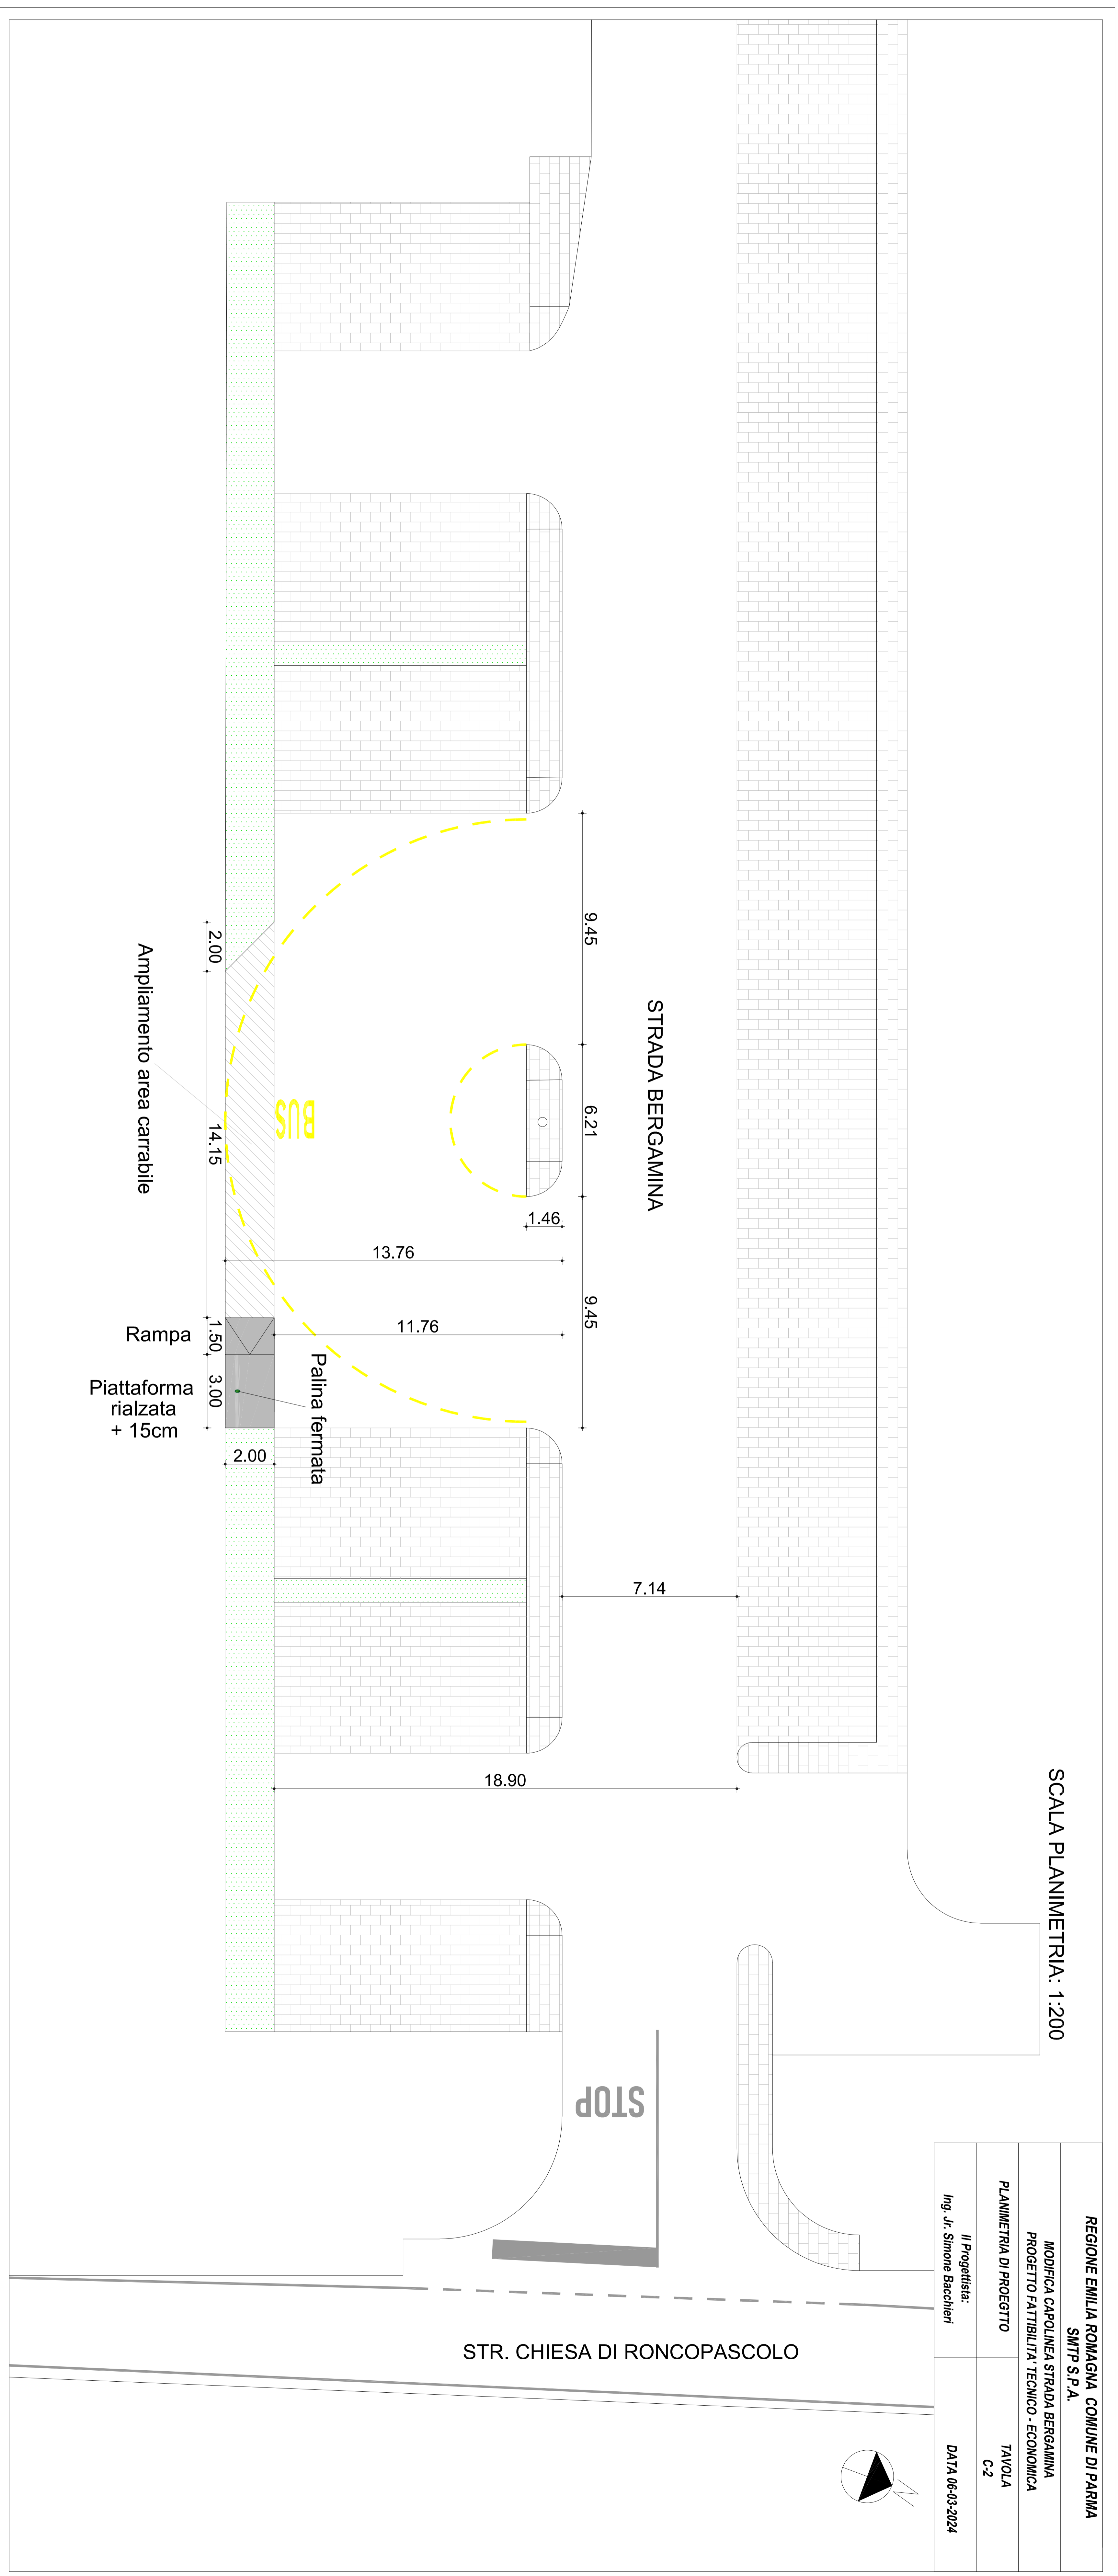 SCALA PLANIMETRIA: 1:200
STRADA BERGAMINA
9.45
6.21
9.45
1.46
13.76
11.76
7.14
18.90
BUS
2.00
14.15
1.50
3.00
2.00
Ampliamento area carrabile
Rampa
Piattaforma
rialzata
+ 15cm
Palina fermata
STOP
STR. CHIESA DI RONCOPASCOLO
N
REGIONE EMILIA ROMAGNA COMUNE DI PARMA
SMTP S.P.A.
MODIFICA CAPOLINEA STRADA BERGAMINA
PROGETTO FATTIBILITA' TECNICO - ECONOMICA
PLANIMETRIA DI PROEGTTO
TAVOLA
C-2
Il Progettista:
Ing. Jr. Simone Bacchieri
DATA 06-03-2024